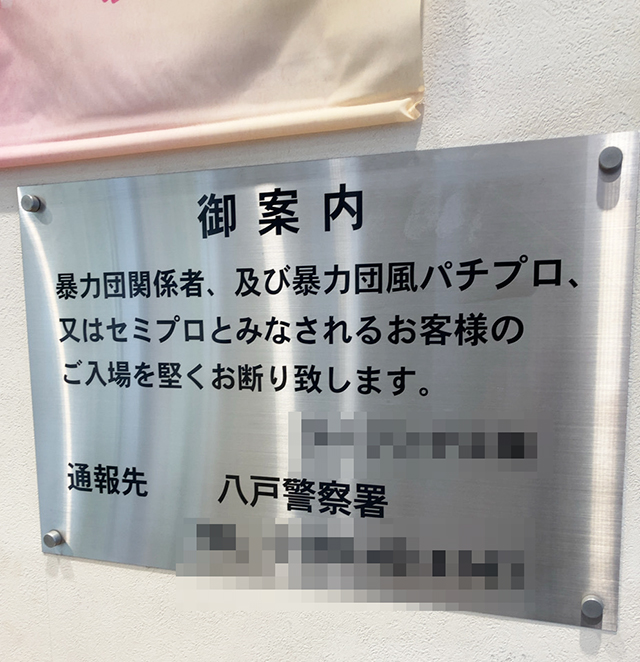 御案内
暴力団関係者、及び暴力団風パチプロ、
又はセミプロとみなされるお客様の
ご入場を堅くお断り致します。
通報先 八戸警察署